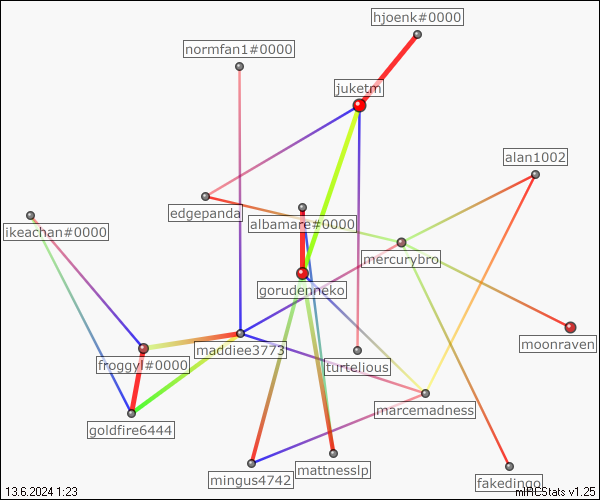 hjoenk#0000
normfan1#0000
juketm
alan1002
edgepanda
albamare#0000
ikeachan#0000
mercurybro
gorudenneko
moonraven
maddiee3773
froggyl#0000
turtelious
marcemadness
goldfire6444
mattnesslp
mingus4742
fakedingo
13.6.2024 1:23
mIRCStats v1.25